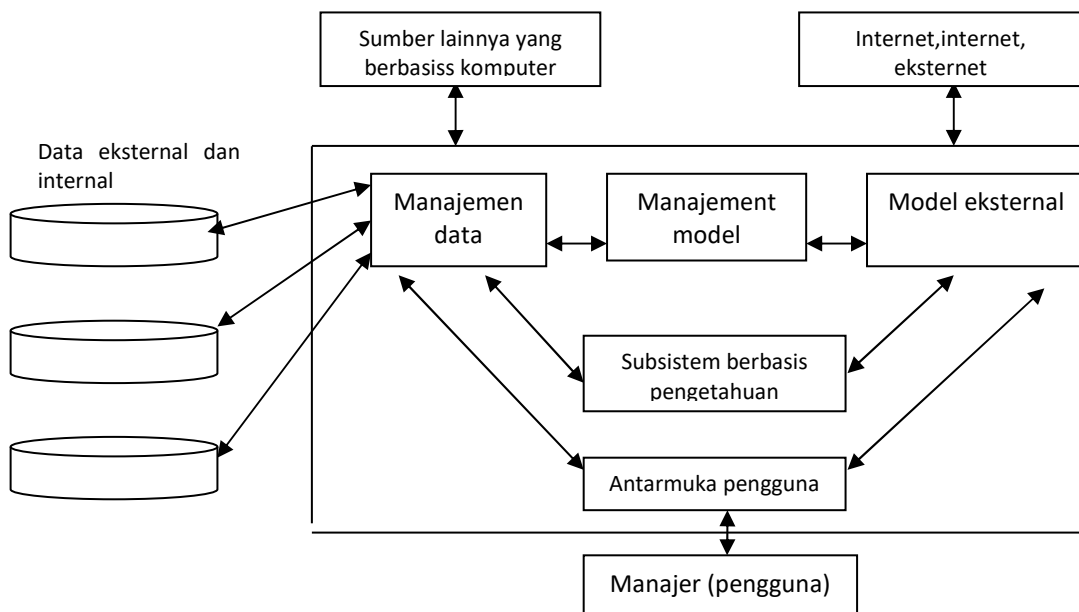 Sumber lainnya yang
berbasiss komputer
Internet,internet,
eksternet
Data eksternal dan
internal
Manajemen
data
Manajement
model
Model eksternal
Subsistem berbasis
pengetahuan
Antarmuka pengguna
Manajer (pengguna)